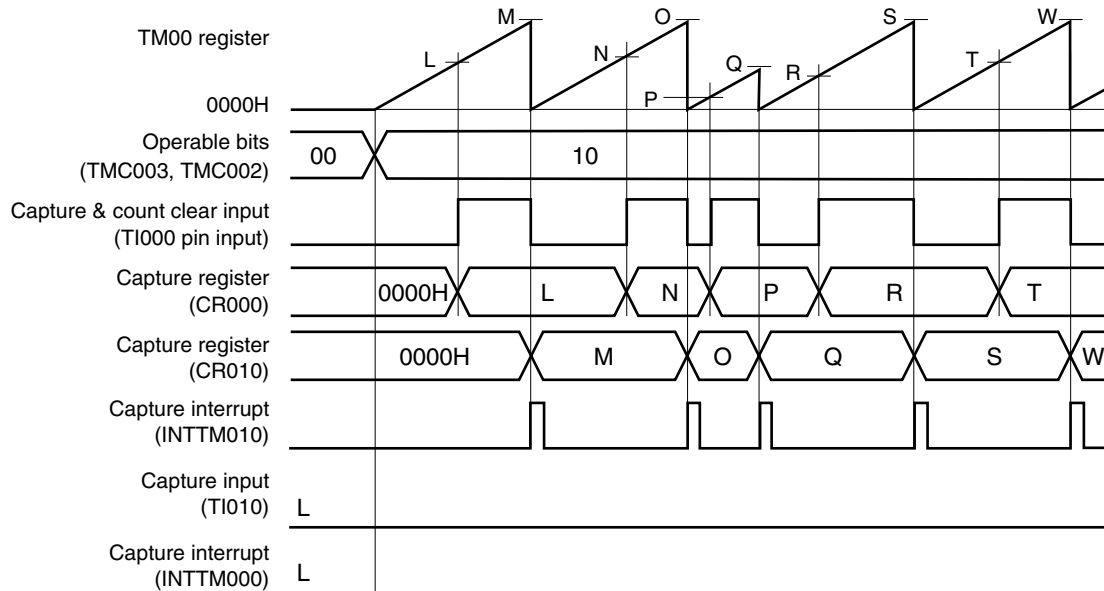 TM00 register
M
O
S
W
L
N
Q
R
T
P
0000H
Operable bits
(TMC003, TMC002)
00
10
Capture & count clear input
(TI000 pin input)
Capture register
(CR000)
0000H
L
N
P
R
T
Capture register
(CR010)
0000H
M
O
Q
S
W
Capture interrupt
(INTTM010)
Capture input
(TI010)
L
Capture interrupt
(INTTM000)
L